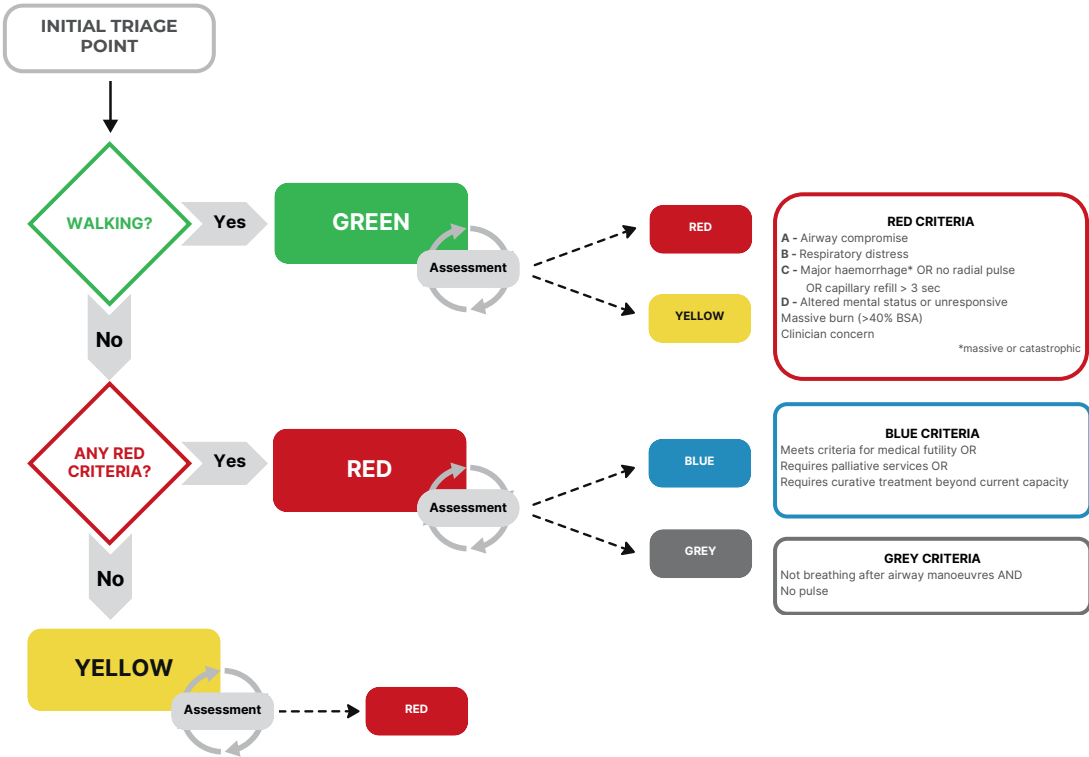 INITIAL TRIAGE
POINT
WALKING?
Yes
GREEN
Assessment
RED
YELLOW
RED CRITERIA
A - Airway compromise
B - Respiratory distress
C - Major haemorrhage* OR no radial pulse
OR capillary refill > 3 sec
D - Altered mental status or unresponsive
Massive burn (>40% BSA)
Clinician concern
*massive or catastrophic
No
ANY RED
CRITERIA?
Yes
RED
Assessment
BLUE
GREY
BLUE CRITERIA
Meets criteria for medical futility OR
Requires palliative services OR
Requires curative treatment beyond current capacity
GREY CRITERIA
Not breathing after airway manoeuvres AND
No pulse
No
YELLOW
Assessment
RED